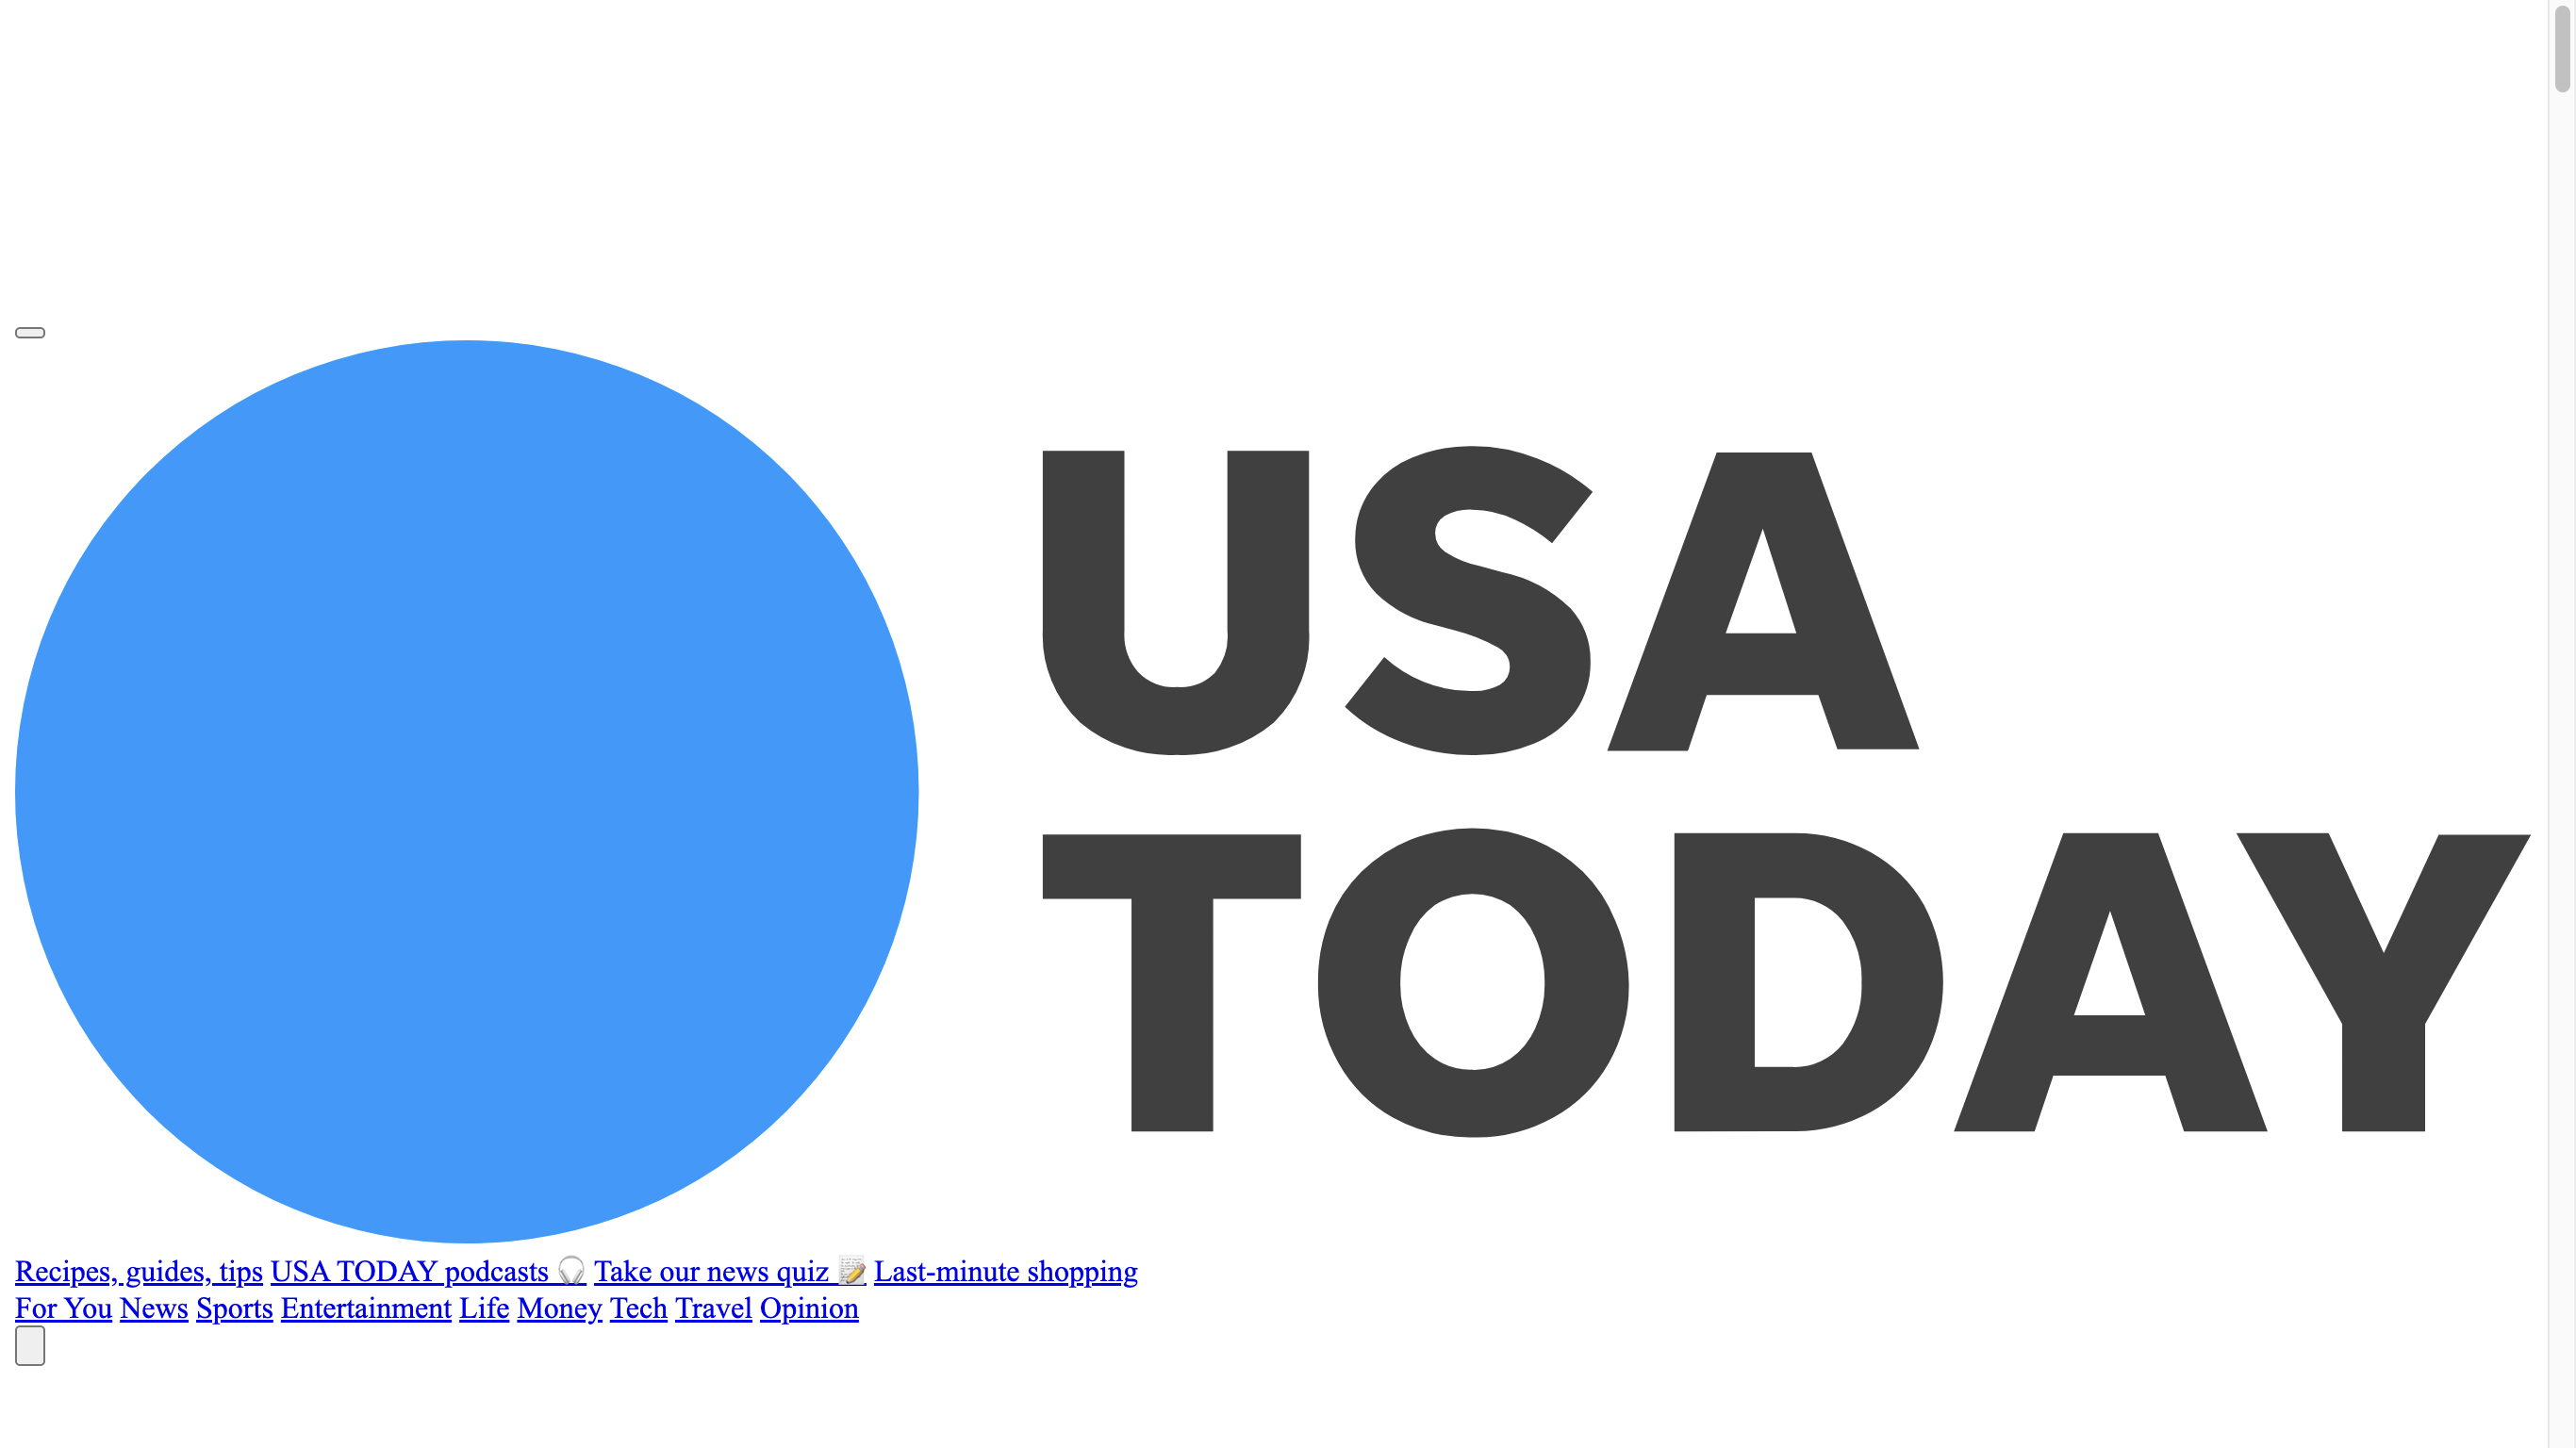 USA
TODAY
Recipes, guides, tips USA TODAY podcasts 🎧 Take our news quiz 📝 Last-minute shopping
For You News Sports Entertainment Life Money Tech Travel Opinion